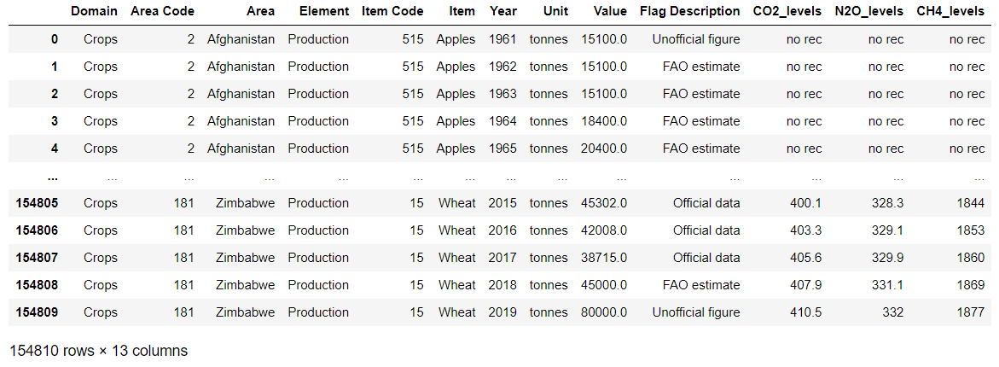 Domain Area Code Area Element Item Code Item Year Unit Value Flag Description CO2_levels N2O_levels CH4_levels
0 Crops 2 Afghanistan Production 515 Apples 1961 tonnes 15100.0 Unofficial figure no rec no rec no rec
1 Crops 2 Afghanistan Production 515 Apples 1962 tonnes 15100.0 FAO estimate no rec no rec no rec
2 Crops 2 Afghanistan Production 515 Apples 1963 tonnes 15100.0 FAO estimate no rec no rec no rec
3 Crops 2 Afghanistan Production 515 Apples 1964 tonnes 18400.0 FAO estimate no rec no rec no rec
4 Crops 2 Afghanistan Production 515 Apples 1965 tonnes 20400.0 FAO estimate no rec no rec no rec
... ... ... ... ... ... ... ... ... ... ... ... ... ...
154805 Crops 181 Zimbabwe Production 15 Wheat 2015 tonnes 45302.0 Official data 400.1 328.3 1844
154806 Crops 181 Zimbabwe Production 15 Wheat 2016 tonnes 42008.0 Official data 403.3 329.1 1853
154807 Crops 181 Zimbabwe Production 15 Wheat 2017 tonnes 38715.0 Official data 405.6 329.9 1860
154808 Crops 181 Zimbabwe Production 15 Wheat 2018 tonnes 45000.0 FAO estimate 407.9 331.1 1869
154809 Crops 181 Zimbabwe Production 15 Wheat 2019 tonnes 80000.0 Unofficial figure 410.5 332 1877
154810 rows × 13 columns